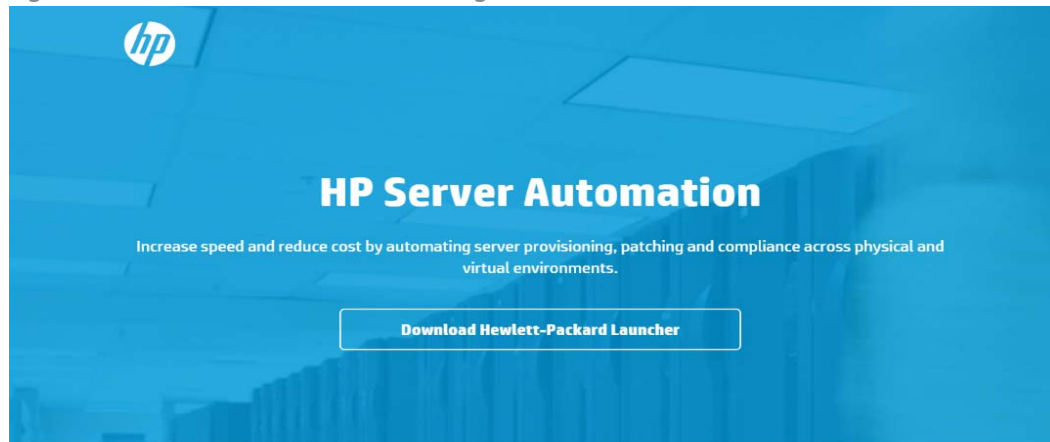 hp
HP Server Automation
Increase speed and reduce cost by automating server provisioning, patching and compliance across physical and
virtual environments.
Download Hewlett-Packard Launcher